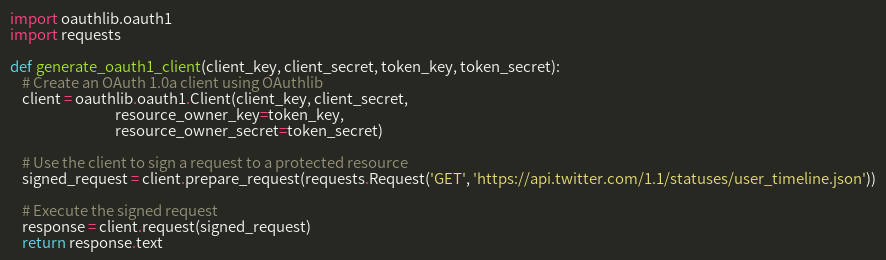 import oauthlib.oauth1
import requests

def generate_oauth1_client(client_key, client_secret, token_key, token_secret):
    # Create an OAuth 1.0a client using OAuthlib
    client = oauthlib.oauth1.Client(client_key, client_secret,
                                    resource_owner_key=token_key,
                                    resource_owner_secret=token_secret)

    # Use the client to sign a request to a protected resource
    signed_request = client.prepare_request(requests.Request('GET', 'https://api.twitter.com/1.1/statuses/user_timeline.json'))

    # Execute the signed request
    response = client.request(signed_request)
    return response.text